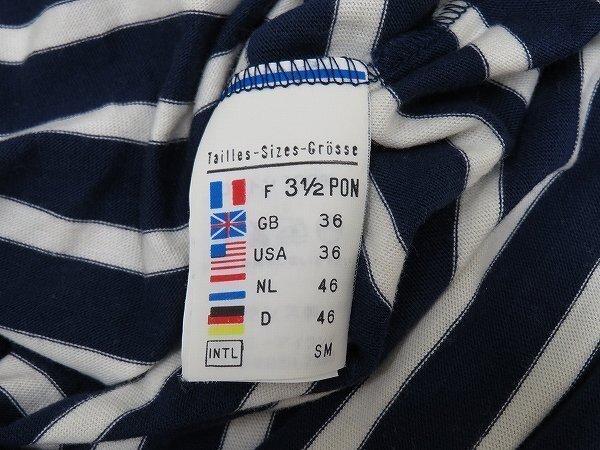 Tailles-Sizes-Grösse
F 3½ PON
GB 36
USA 36
NL 46
D 46
INTL SM